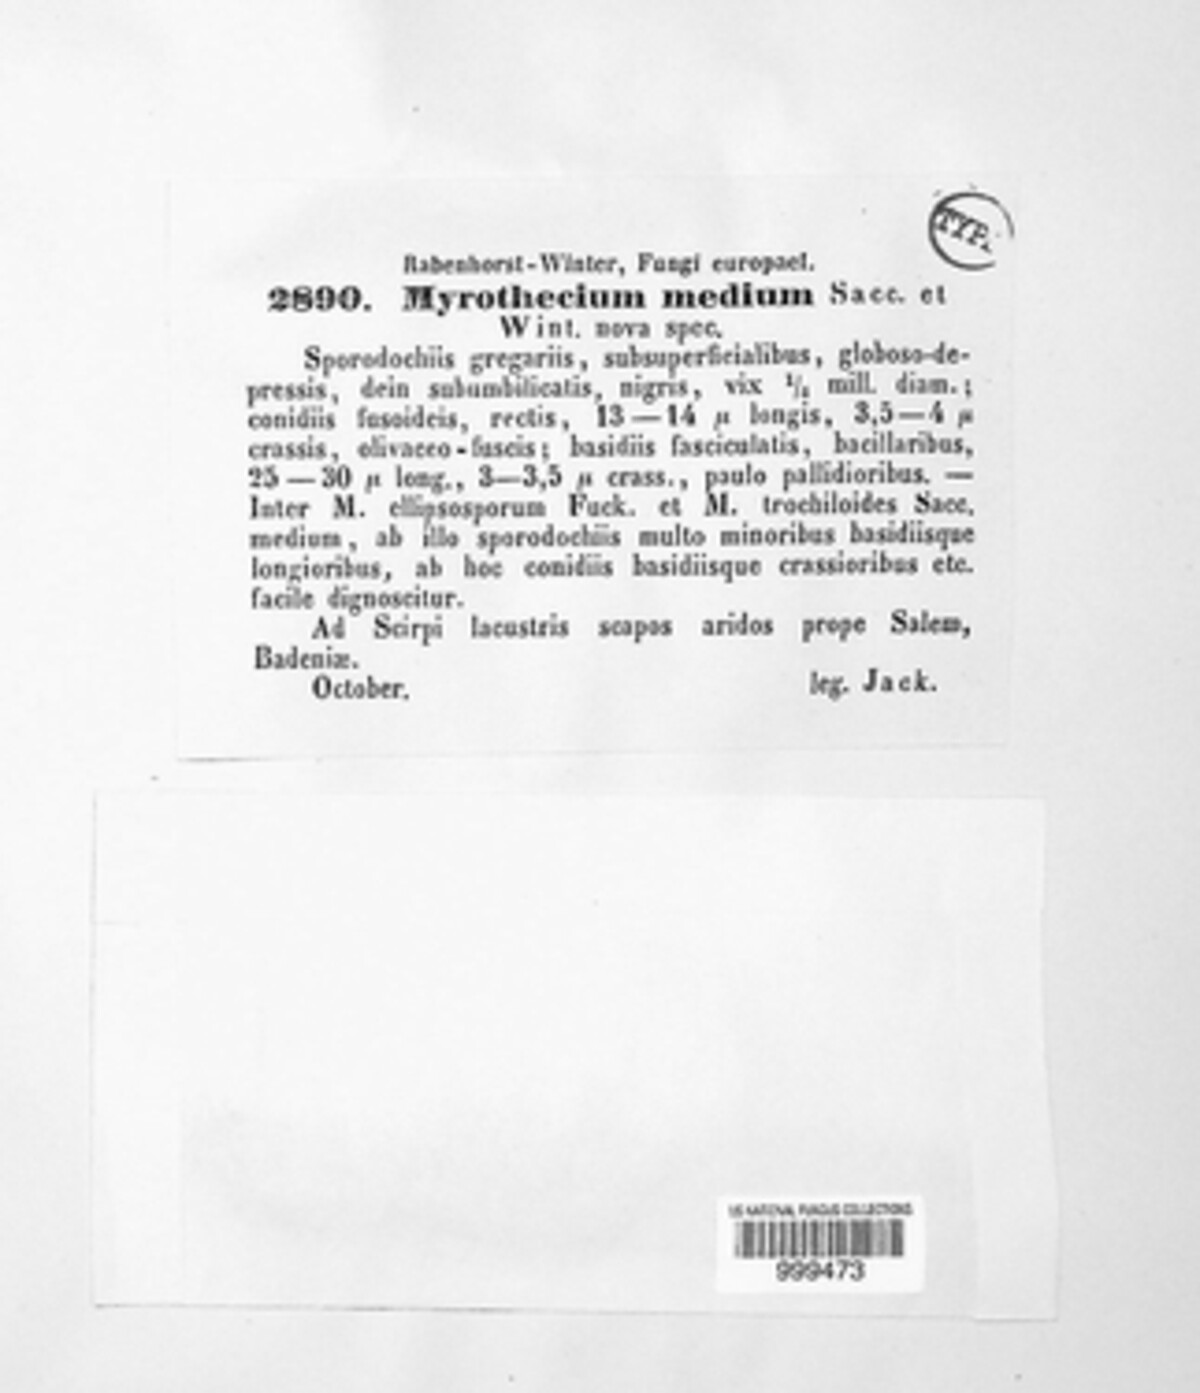 TYP.
Rabenhorst-Winter, Fungi europaei.
2890. Myrothecium medium Sacc. et
Wint. nova spec.
Sporodochiis gregariis, subsuperficialibus, globoso-de-
pressis, dein subumbilicatis, nigris, vix mill. diam.;
conidiis fusoideis, rectis, 13—14 μ longis, 3,5—4 μ
crassis, olivaceo-fuscis; basidiis fasciculatis, bacillaribus,
25—30 μ long., 3—3,5 μ crass., paulo pallidioribus. —
Inter M. ellipsosporum Fuck. et M. trochiloides Sacc.
medium, ab illo sporodochiis multo minoribus basidiisque
longioribus, ab hoc conidiis basidiisque crassioribus etc.
facile dignoscitur.
Ad Scirpi lacustris scapos aridos prope Salem,
Badeniæ.
October. leg. Jack.
US NATIONAL FUNGUS COLLECTIONS
999473